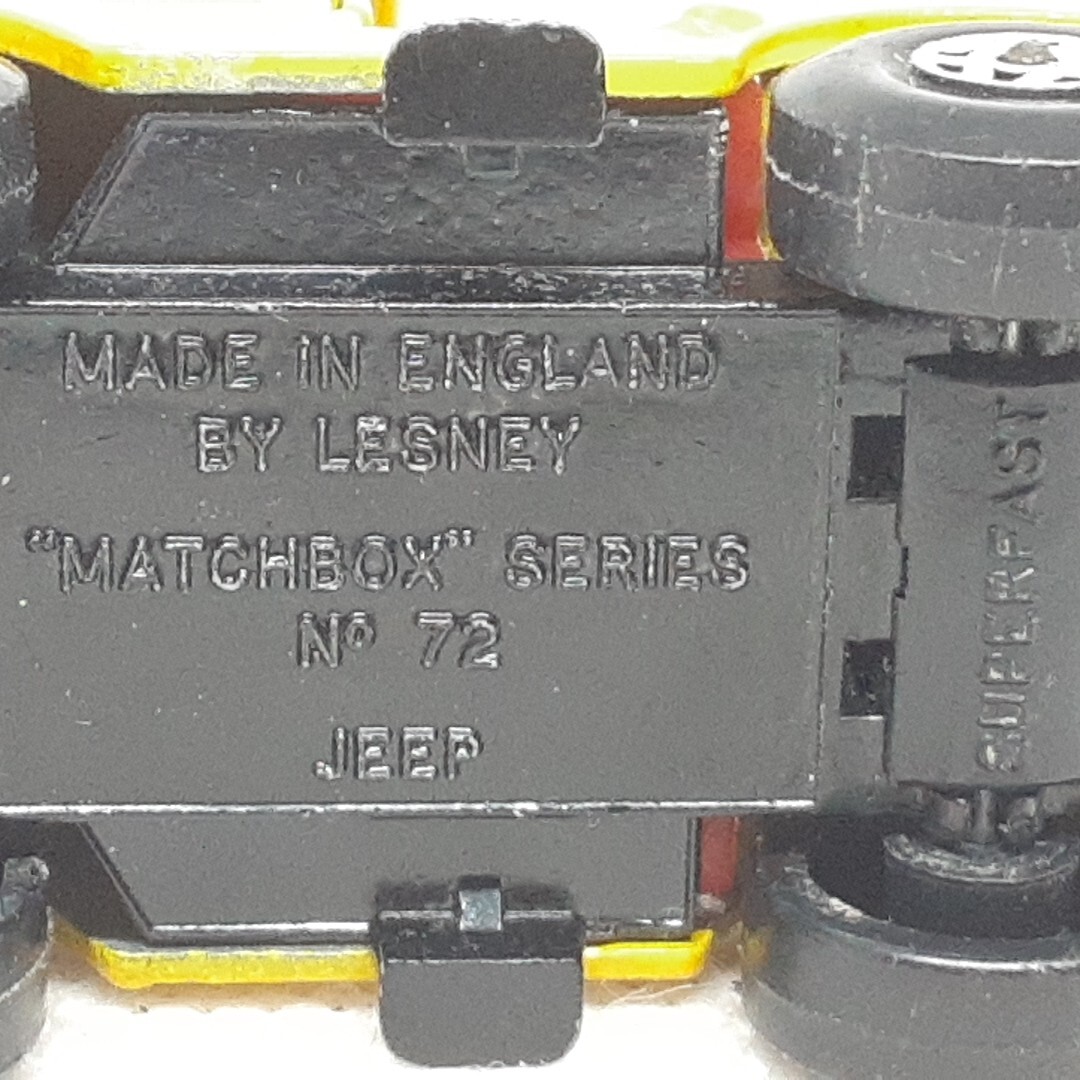 MADE IN ENGLAND
BY LESNEY
"MATCHBOX" SERIES
Nº 72
JEEP
SUPERFAST